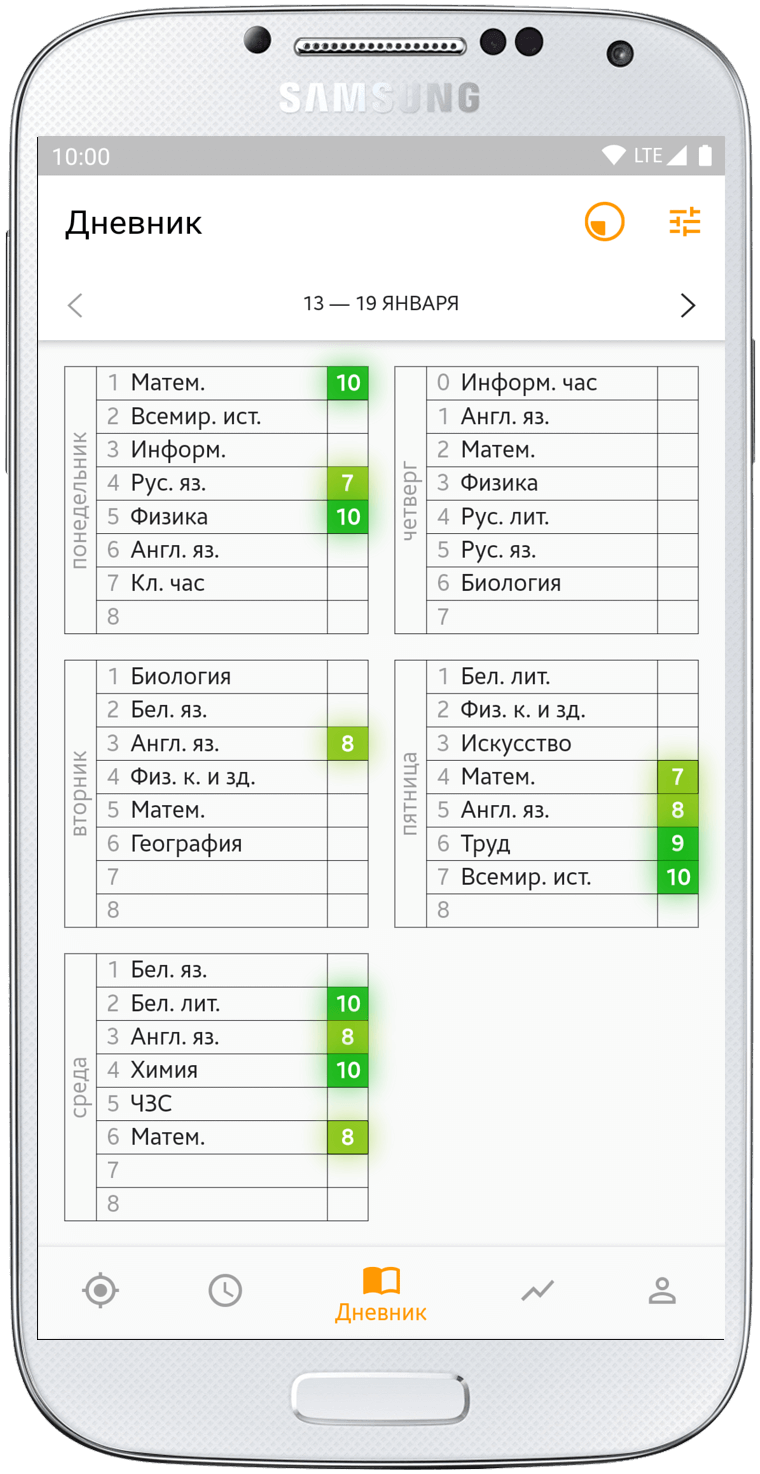 SAMSUNG
10:00 LTE
Дневник
13 — 19 ЯНВАРЯ
понедельник
1 Матем. 10
2 Всемир. ист.
3 Информ.
4 Рус. яз. 7
5 Физика 10
6 Англ. яз.
7 Кл. час
8
вторник
1 Биология
2 Бел. яз.
3 Англ. яз. 8
4 Физ. к. и зд.
5 Матем.
6 География
7
8
среда
1 Бел. яз.
2 Бел. лит. 10
3 Англ. яз. 8
4 Химия 10
5 ЧЗС
6 Матем. 8
7
8
четверг
0 Информ. час
1 Англ. яз.
2 Матем.
3 Физика
4 Рус. лит.
5 Рус. яз.
6 Биология
7
пятница
1 Бел. лит.
2 Физ. к. и зд.
3 Искусство
4 Матем. 7
5 Англ. яз. 8
6 Труд 9
7 Всемир. ист. 10
8
Дневник